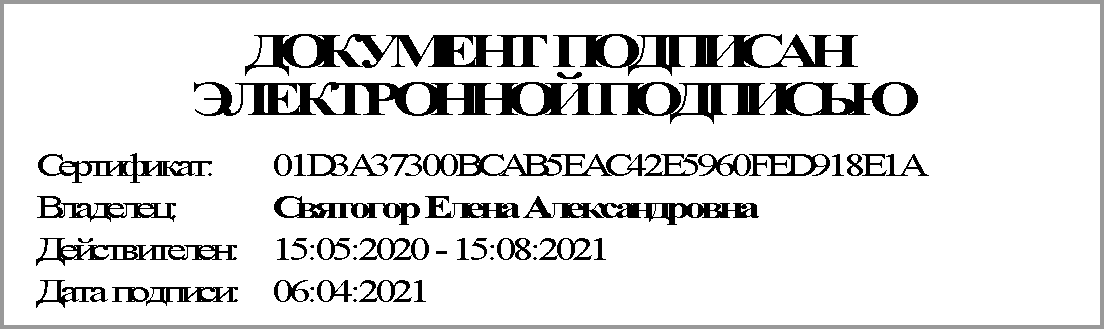 ДОКУМЕНТ ПОДПИСАН
ЭЛЕКТРОННОЙ ПОДПИСЬЮ
Сертификат: 01D3A37300BCAB5EAC42E5960FED918E1A
Владелец: Святогор Елена Александровна
Действителен: 15:05:2020 - 15:08:2021
Дата подписи: 06:04:2021